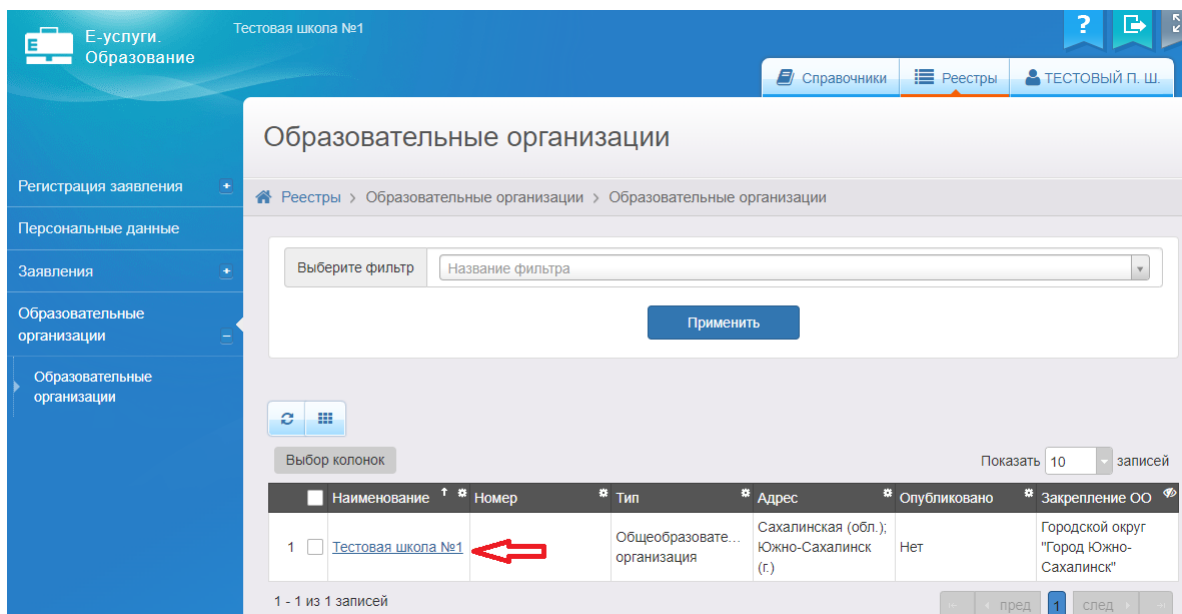 Е-услуги.
Образование
Тестовая школа №1
?
Справочники
Реестры
ТЕСТОВЫЙ П. Ш.
Образовательные организации
Регистрация заявления
Персональные данные
Заявления
Образовательные
организации
Образовательные
организации
Реестры > Образовательные организации > Образовательные организации
Выберите фильтр
Название фильтра
Применить
Выбор колонок
Показать 10 записей
Наименование Номер Тип Адрес Опубликовано Закрепление ОО
1 Тестовая школа №1
Общеобразовате...
организация
Сахалинская (обл.);
Южно-Сахалинск
(г.)
Нет
Городской округ
"Город Южно-
Сахалинск"
1 - 1 из 1 записей
пред 1 след